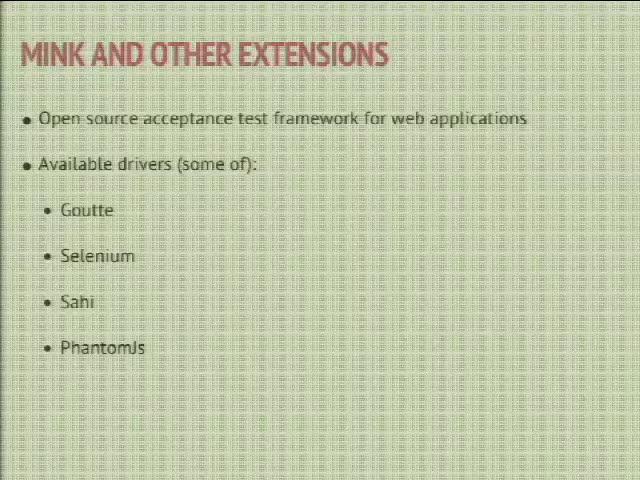 MINK AND OTHER EXTENSIONS
• Open source acceptance test framework for web applications
• Available drivers (some of):
• Goutte
• Selenium
• Sahi
• PhantomJs